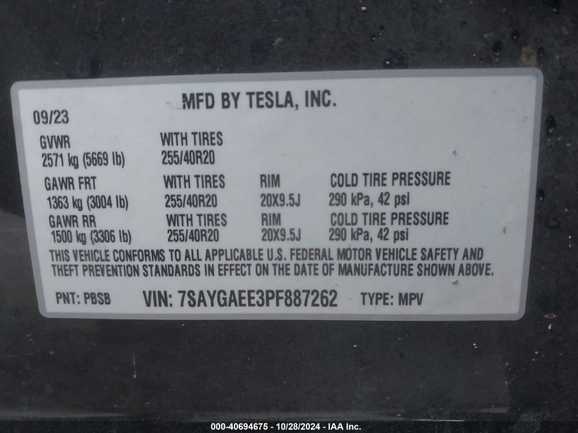 MFD BY TESLA, INC.
09/23
GVWR WITH TIRES
2571 kg (5669 lb) 255/40R20
GAWR FRT WITH TIRES RIM COLD TIRE PRESSURE
1363 kg (3004 lb) 255/40R20 20X9.5J 290 kPa, 42 psi
GAWR RR WITH TIRES RIM COLD TIRE PRESSURE
1500 kg (3306 lb) 255/40R20 20X9.5J 290 kPa, 42 psi
THIS VEHICLE CONFORMS TO ALL APPLICABLE U.S. FEDERAL MOTOR VEHICLE SAFETY AND
THEFT PREVENTION STANDARDS IN EFFECT ON THE DATE OF MANUFACTURE SHOWN ABOVE.
PNT: PBSB VIN: 7SAYGAEE3PF887262 TYPE: MPV
000-40694675 - 10/28/2024 - IAA Inc.